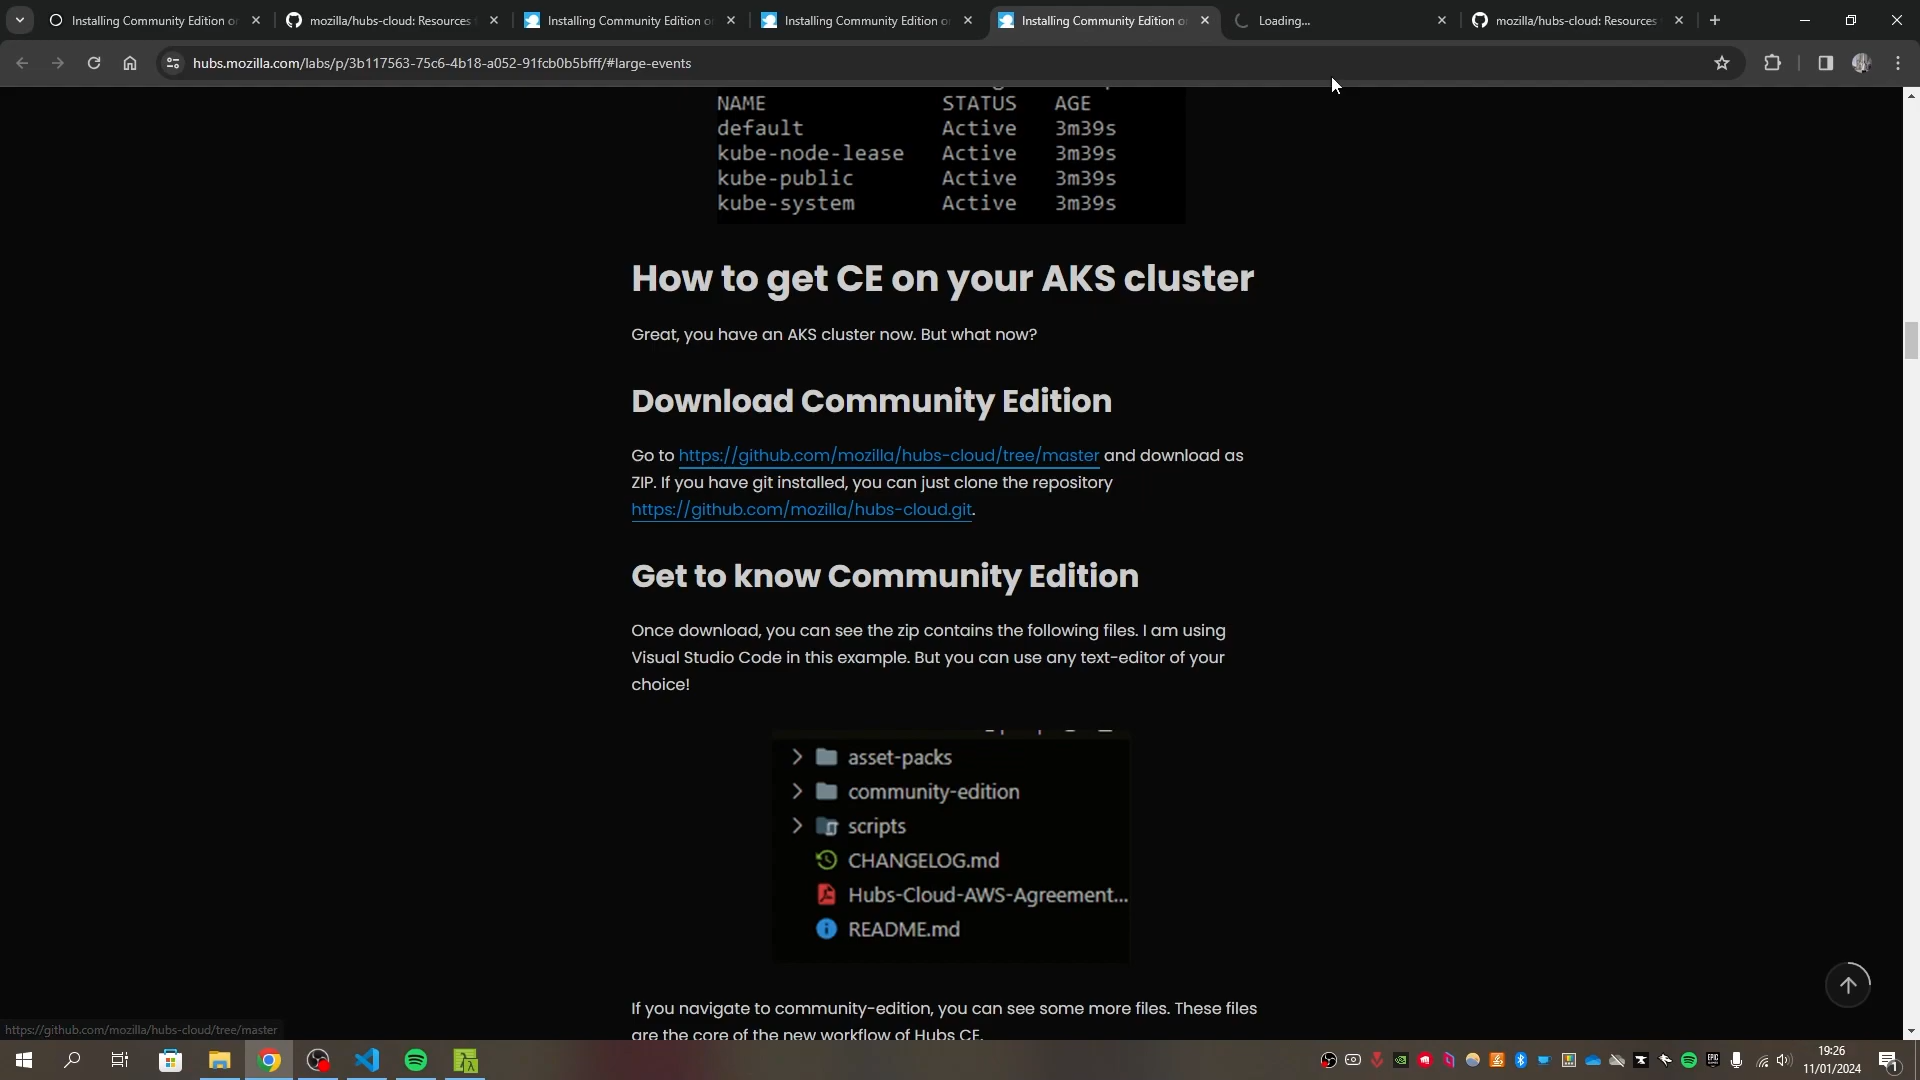 Installing Community Edition o
mozilla/hubs-cloud: Resources
Installing Community Edition o
Installing Community Edition o
Installing Community Edition o
Loading...
mozilla/hubs-cloud: Resources
hubs.mozilla.com/labs/p/3b117563-75c6-4b18-a052-91fcb0b5bfff/#large-events
NAME STATUS AGE
default Active 3m39s
kube-node-lease Active 3m39s
kube-public Active 3m39s
kube-system Active 3m39s
How to get CE on your AKS cluster
Great, you have an AKS cluster now. But what now?
Download Community Edition
Go to https://github.com/mozilla/hubs-cloud/tree/master and download as
ZIP. If you have git installed, you can just clone the repository
https://github.com/mozilla/hubs-cloud.git.
Get to know Community Edition
Once download, you can see the zip contains the following files. I am using
Visual Studio Code in this example. But you can use any text-editor of your
choice!
asset-packs
community-edition
scripts
CHANGELOG.md
Hubs-Cloud-AWS-Agreement...
README.md
If you navigate to community-edition, you can see some more files. These files
are the core of the new workflow of Hubs CE.
https://github.com/mozilla/hubs-cloud/tree/master
19:26
11/01/2024
1